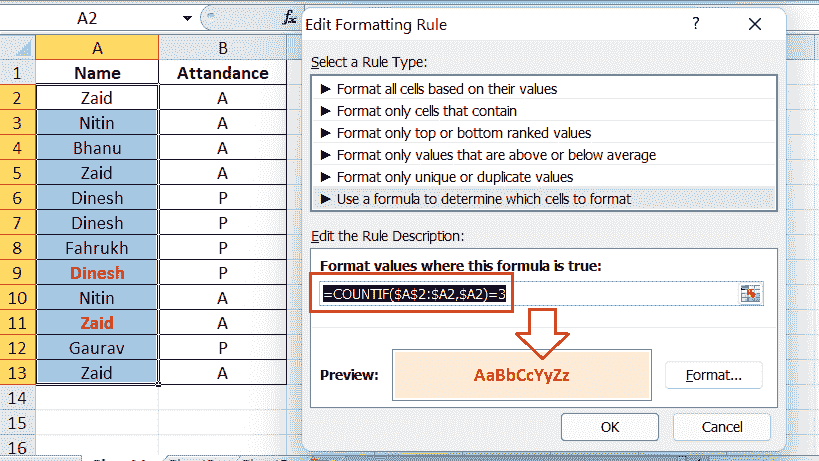 A2
fx
Edit Formatting Rule
?
Select a Rule Type:
► Format all cells based on their values
► Format only cells that contain
► Format only top or bottom ranked values
► Format only values that are above or below average
► Format only unique or duplicate values
► Use a formula to determine which cells to format
Edit the Rule Description:
Format values where this formula is true:
=COUNTIF($A$2:$A2,$A2)=3
Preview:
AaBbCcYyZz
Format...
OK
Cancel
A B
1 Name Attandance
2 Zaid A
3 Nitin A
4 Bhanu A
5 Zaid A
6 Dinesh P
7 Dinesh P
8 Fahrukh P
9 Dinesh P
10 Nitin A
11 Zaid A
12 Gaurav P
13 Zaid A
14
15
16